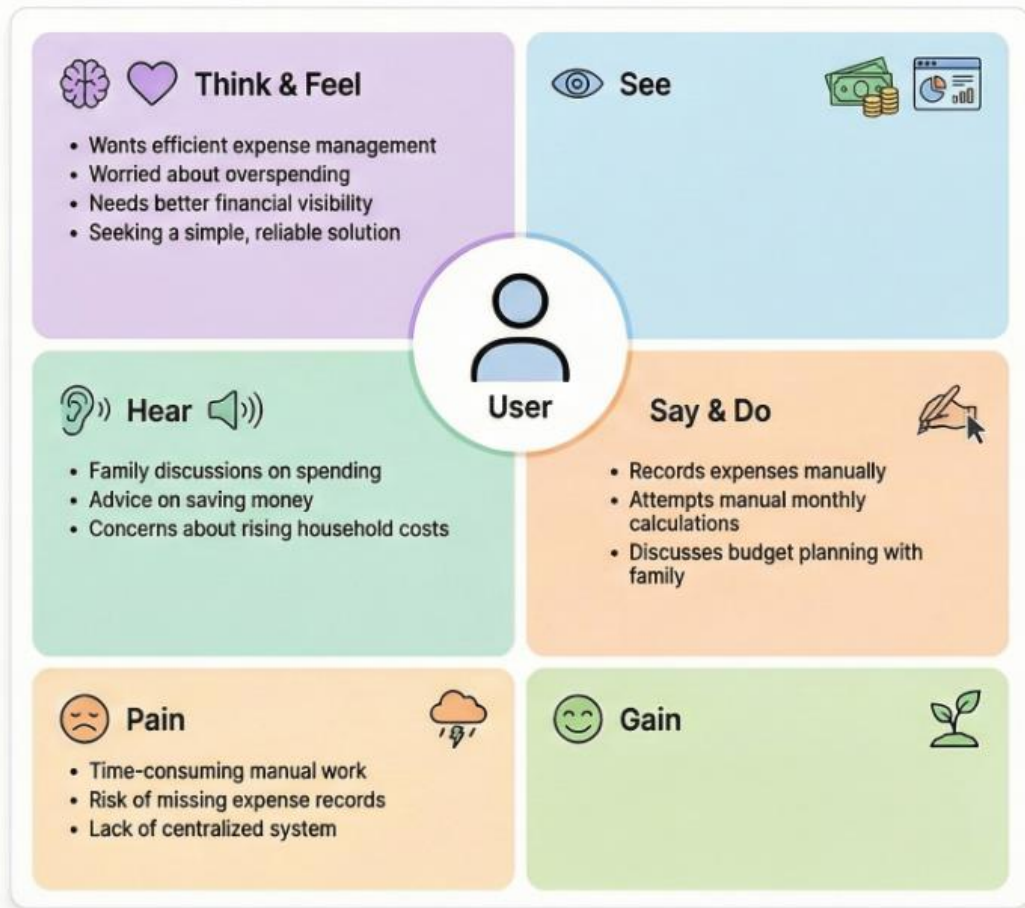 Think & Feel
• Wants efficient expense management
• Worried about overspending
• Needs better financial visibility
• Seeking a simple, reliable solution
See
User
Hear
• Family discussions on spending
• Advice on saving money
• Concerns about rising household costs
Say & Do
• Records expenses manually
• Attempts manual monthly
calculations
• Discusses budget planning with
family
Pain
• Time-consuming manual work
• Risk of missing expense records
• Lack of centralized system
Gain